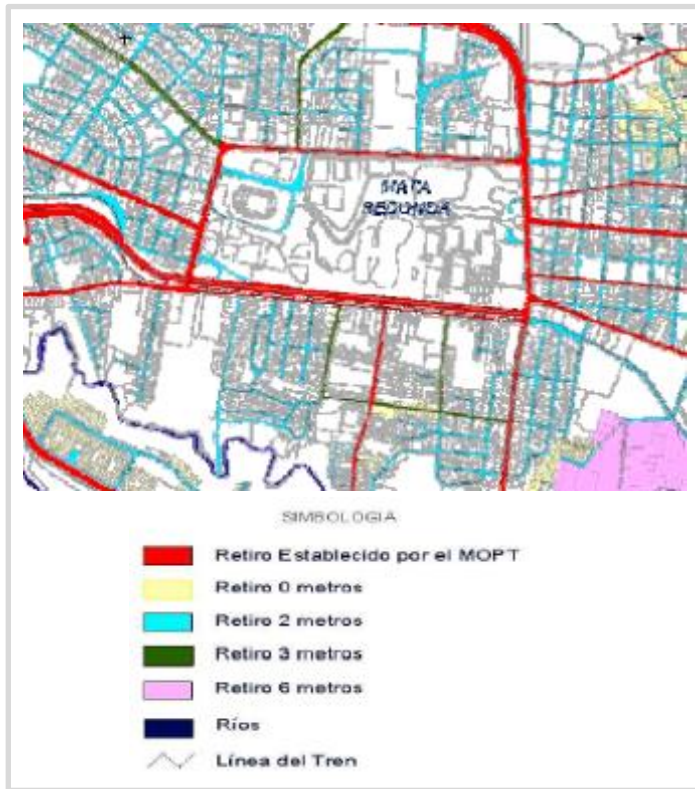 MATA
REDONDA
SIMBOLOGIA
Retiro Establecido por el MOPT
Retiro 0 metros
Retiro 2 metros
Retiro 3 metros
Retiro 6 metros
Ríos
Línea del Tren